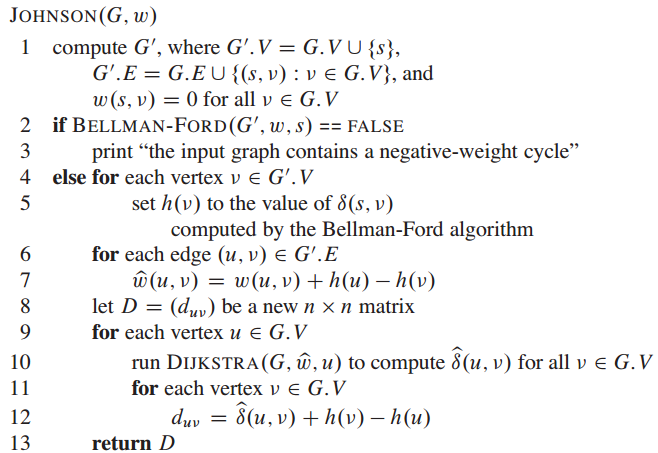 JOHNSON(G, w)
1 compute G′, where G′.V = G.V ∪ {s},
G′.E = G.E ∪ {(s, v) : v ∈ G.V}, and
w(s, v) = 0 for all v ∈ G.V
2 if BELLMAN-FORD(G′, w, s) == FALSE
3 print “the input graph contains a negative-weight cycle”
4 else for each vertex v ∈ G′.V
5 set h(v) to the value of δ(s, v)
computed by the Bellman-Ford algorithm
6 for each edge (u, v) ∈ G′.E
7 ŵ(u, v) = w(u, v) + h(u) − h(v)
8 let D = (d_uv) be a new n × n matrix
9 for each vertex u ∈ G.V
10 run DIJKSTRA(G, ŵ, u) to compute δ̂(u, v) for all v ∈ G.V
11 for each vertex v ∈ G.V
12 d_uv = δ̂(u, v) + h(v) − h(u)
13 return D